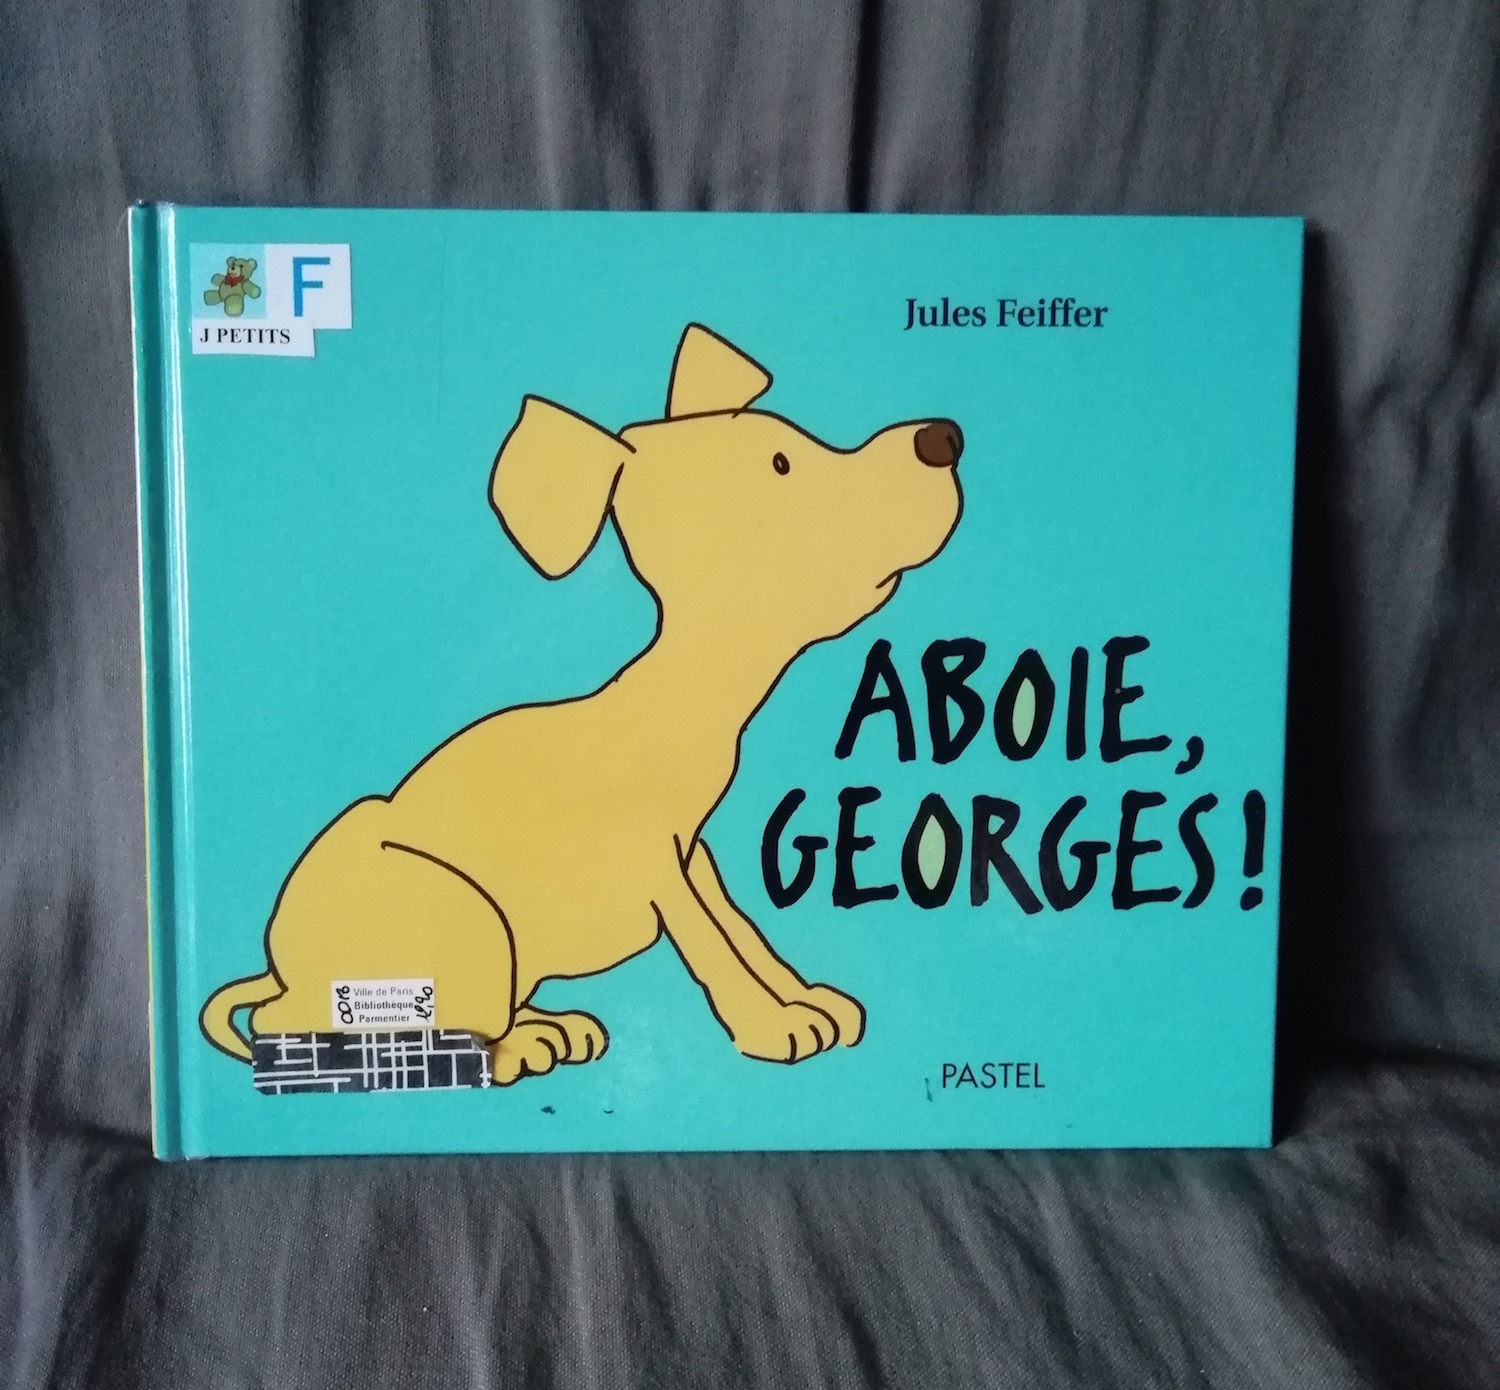 F
J PETITS
Jules Feiffer
ABOIE,
GEORGES!
Ville de Paris
Bibliothèque
Parmentier
PASTEL